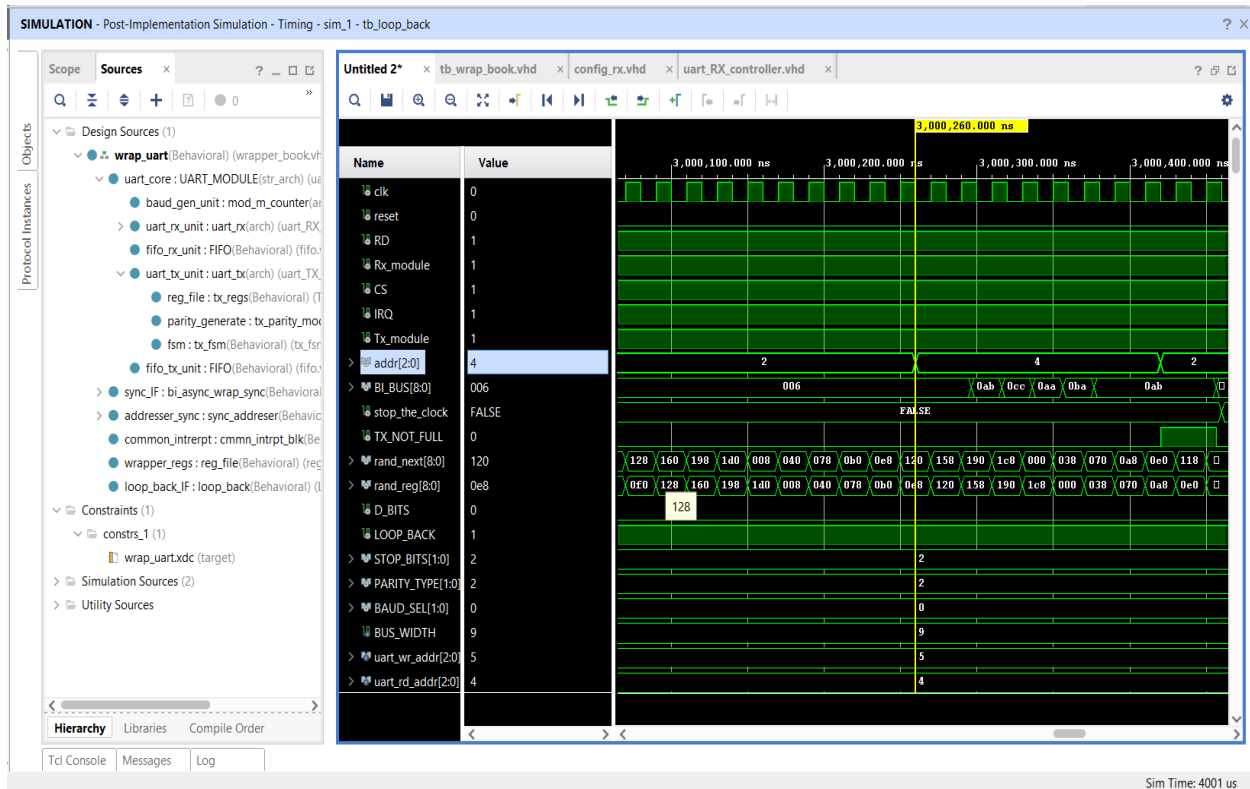 SIMULATION - Post-Implementation Simulation - Timing - sim_1 - tb_loop_back
? ×
Protocol Instances
Objects
Scope Sources × ? _
0 »
Design Sources (1)
wrap_uart(Behavioral) (wrapper_book.vh
uart_core : UART_MODULE(str_arch) (ua
baud_gen_unit : mod_m_counter(ar
uart_rx_unit : uart_rx(arch) (uart_RX_
fifo_rx_unit : FIFO(Behavioral) (fifo.v
uart_tx_unit : uart_tx(arch) (uart_TX_
reg_file : tx_regs(Behavioral) (T
parity_generate : tx_parity_mod
fsm : tx_fsm(Behavioral) (tx_fsm
fifo_tx_unit : FIFO(Behavioral) (fifo.v
sync_IF : bi_async_wrap_sync(Behavioral
addresser_sync : sync_addreser(Behavio
common_intrerpt : cmmn_intrpt_blk(Be
wrapper_regs : reg_file(Behavioral) (reg
loop_back_IF : loop_back(Behavioral) (l
Constraints (1)
constrs_1 (1)
wrap_uart.xdc (target)
Simulation Sources (2)
Utility Sources
Hierarchy Libraries Compile Order
Untitled 2* × tb_wrap_book.vhd × config_rx.vhd × uart_RX_controller.vhd × ?
3,000,260.000 ns
Name Value
3,000,100.000 ns 3,000,200.000 ns 3,000,300.000 ns 3,000,400.000 ns
clk 0
reset 0
RD 1
Rx_module 1
CS 1
IRQ 1
Tx_module 1
addr[2:0] 4 2 4 2
BI_BUS[8:0] 006 006 0ab 0cc 0aa 0ba 0ab
stop_the_clock FALSE FALSE
TX_NOT_FULL 0
rand_next[8:0] 120 128 160 198 1d0 008 040 078 0b0 0e8 120 158 190 1c8 000 038 070 0a8 0e0 118
rand_reg[8:0] 0e8 0f0 128 160 198 1d0 008 040 078 0b0 0e8 120 158 190 1c8 000 038 070 0a8 0e0
128
D_BITS 0
LOOP_BACK 1
STOP_BITS[1:0] 2 2
PARITY_TYPE[1:0] 2 2
BAUD_SEL[1:0] 0 0
BUS_WIDTH 9 9
uart_wr_addr[2:0] 5 5
uart_rd_addr[2:0] 4 4
Tcl Console Messages Log
Sim Time: 4001 us